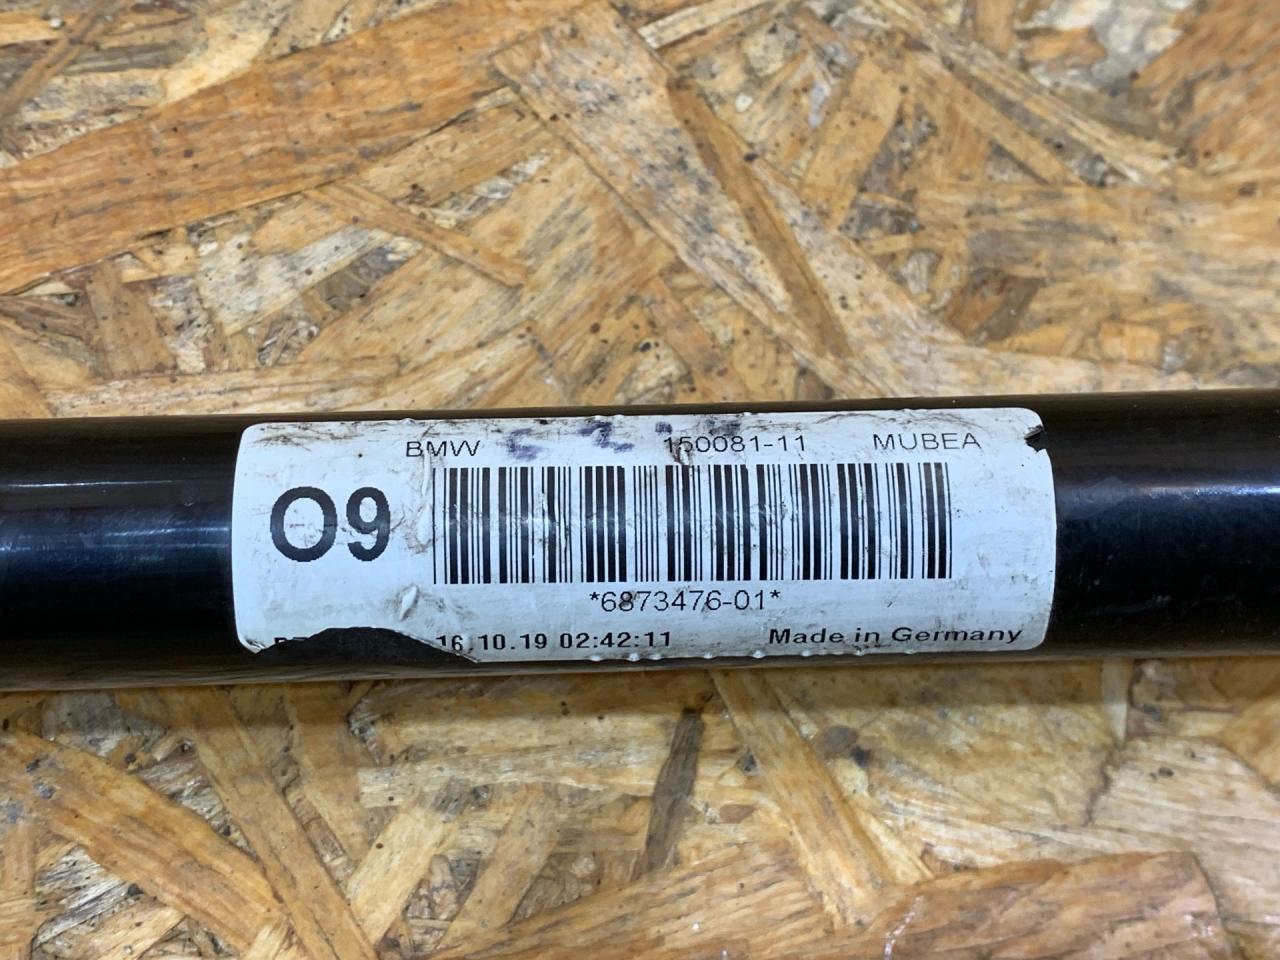 BMW 150081-11 MUBEA
O9
*6873476-01*
16.10.19 02:42:11 Made in Germany